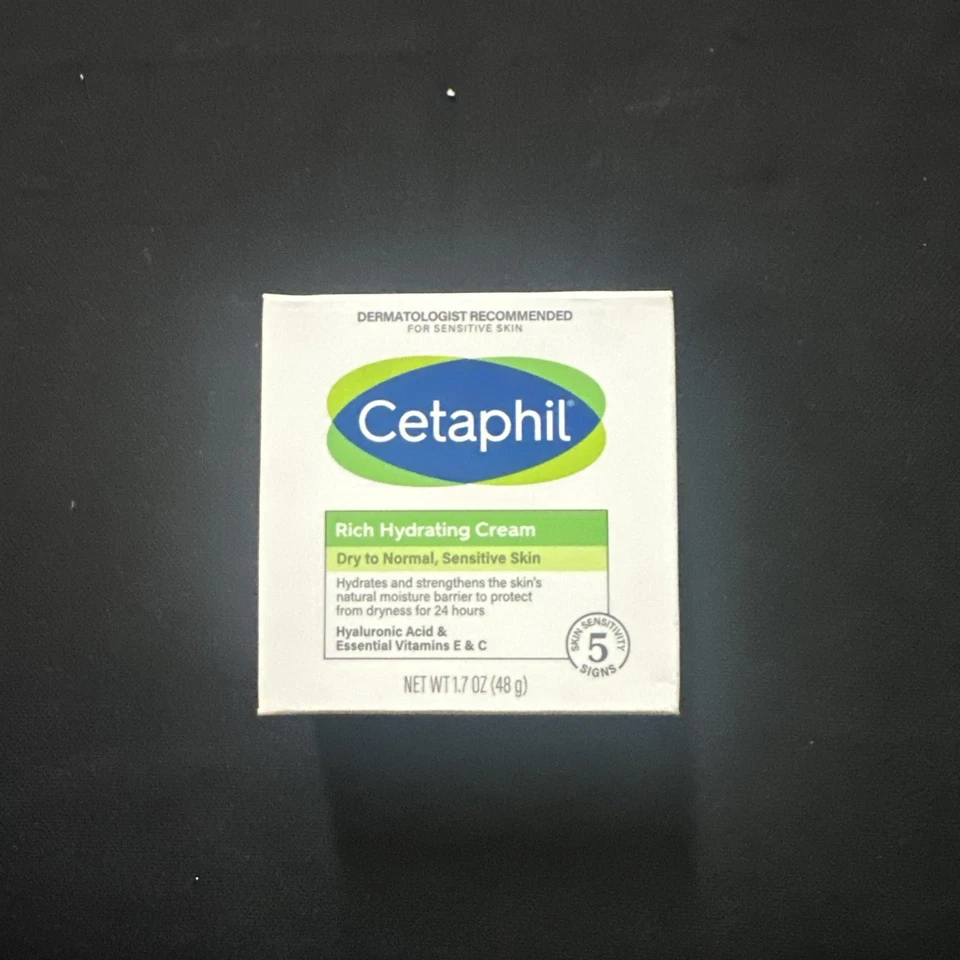 DERMATOLOGIST RECOMMENDED
FOR SENSITIVE SKIN
Cetaphil®
Rich Hydrating Cream
Dry to Normal, Sensitive Skin
Hydrates and strengthens the skin's
natural moisture barrier to protect
from dryness for 24 hours
Hyaluronic Acid &
Essential Vitamins E & C
SKIN SENSITIVITY
5
SIGNS
NET WT 1.7 OZ (48 g)